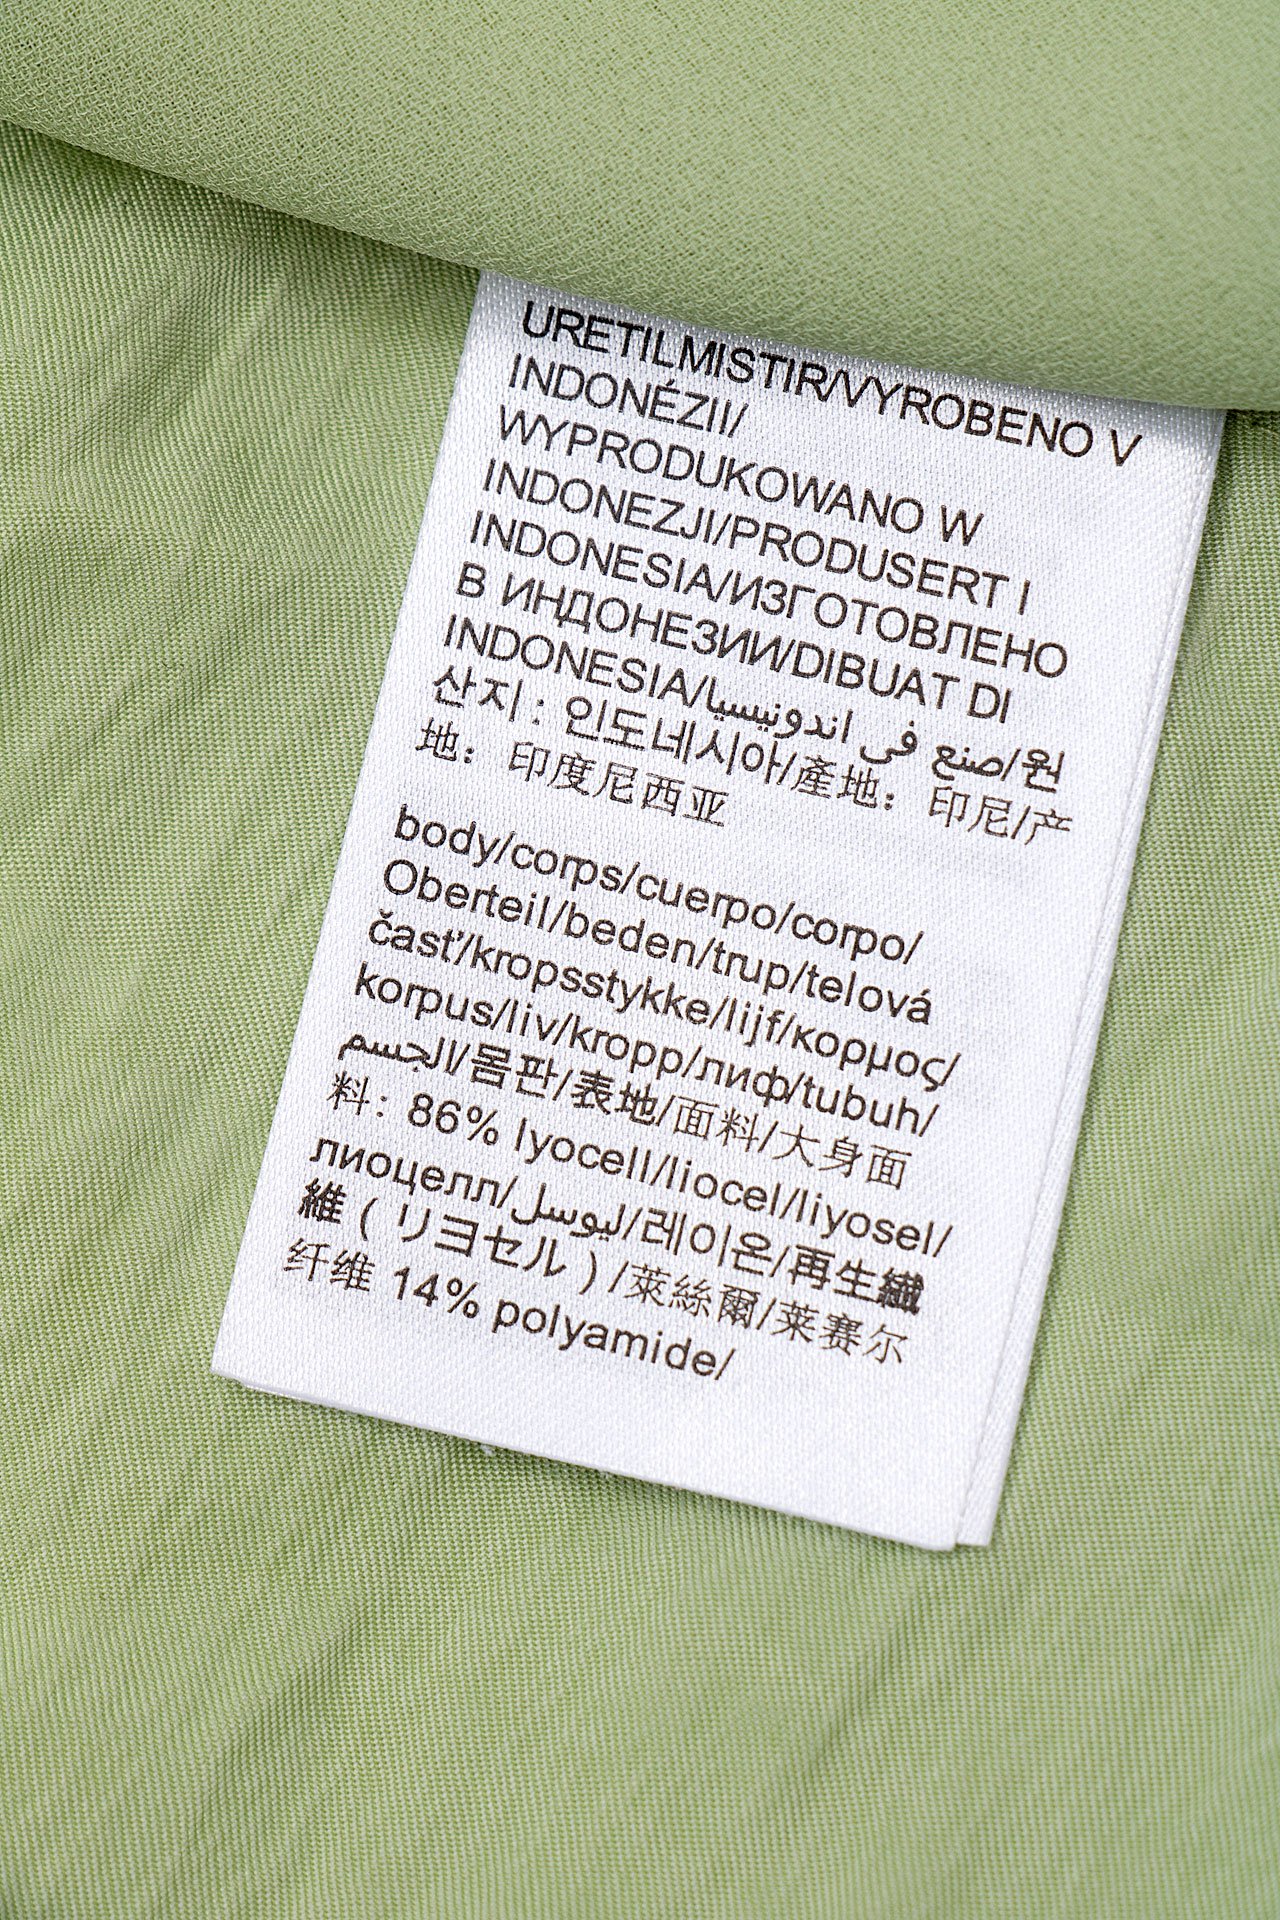 URETILMISTIR/VYROBENO V
INDONÉZII/
WYPRODUKOWANO W
INDONEZJI/PRODUSERT I
INDONESIA/ИЗГОТОВЛЕНО
В ИНДОНЕЗИИ/DIBUAT DI
INDONESIA/صنع في اندونيسيا/원
산지 : 인도네시아/產地： 印尼/产
地： 印度尼西亚
body/corps/cuerpo/corpo/
Oberteil/beden/trup/telová
časť/kropsstykke/lijf/κορμος/
korpus/liv/kropp/лиф/tubuh/
الجسم/몸판/表地/面料/大身面
料：86% lyocell/liocel/liyosel/
лиоцелл/ليوسل/레이온/再生繊
維（リヨセル）/萊絲爾/莱赛尔
纤维 14% polyamide/